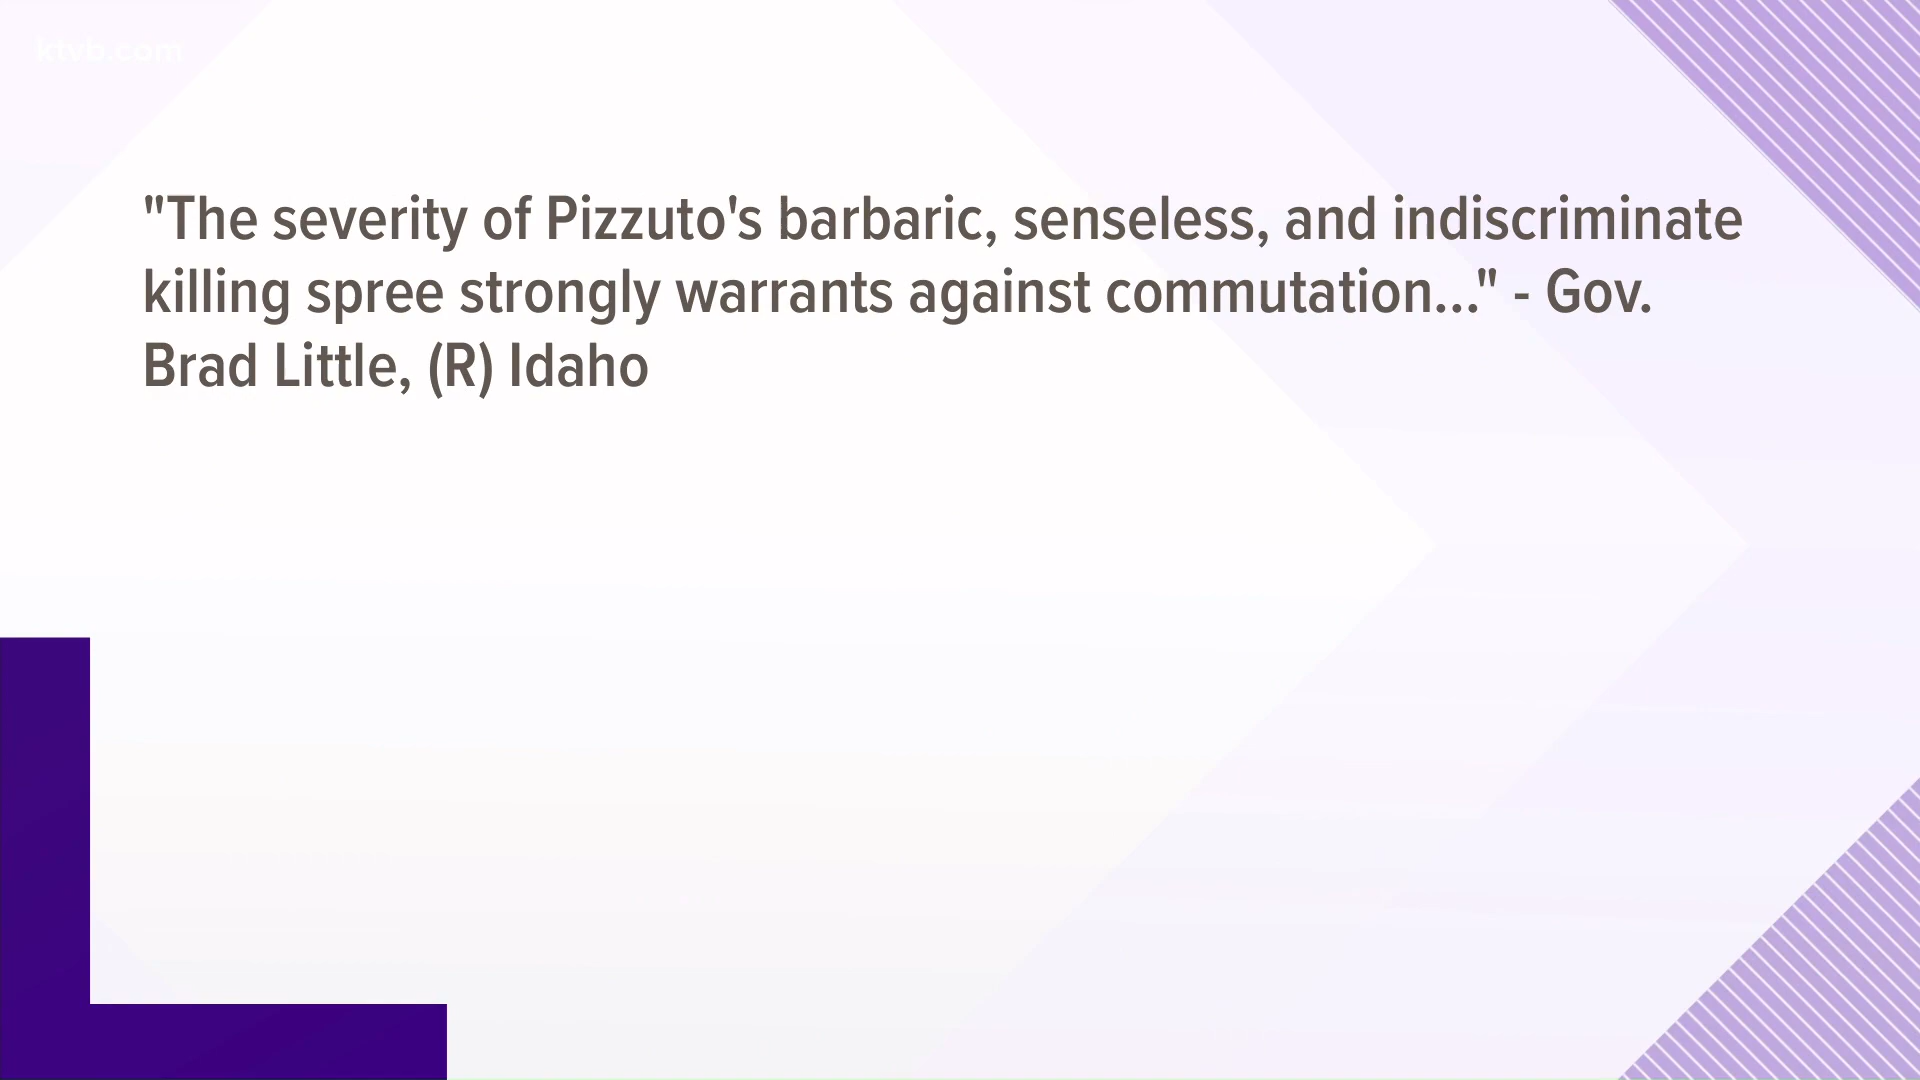 ktvb.com
"The severity of Pizzuto's barbaric, senseless, and indiscriminate
killing spree strongly warrants against commutation..." - Gov.
Brad Little, (R) Idaho